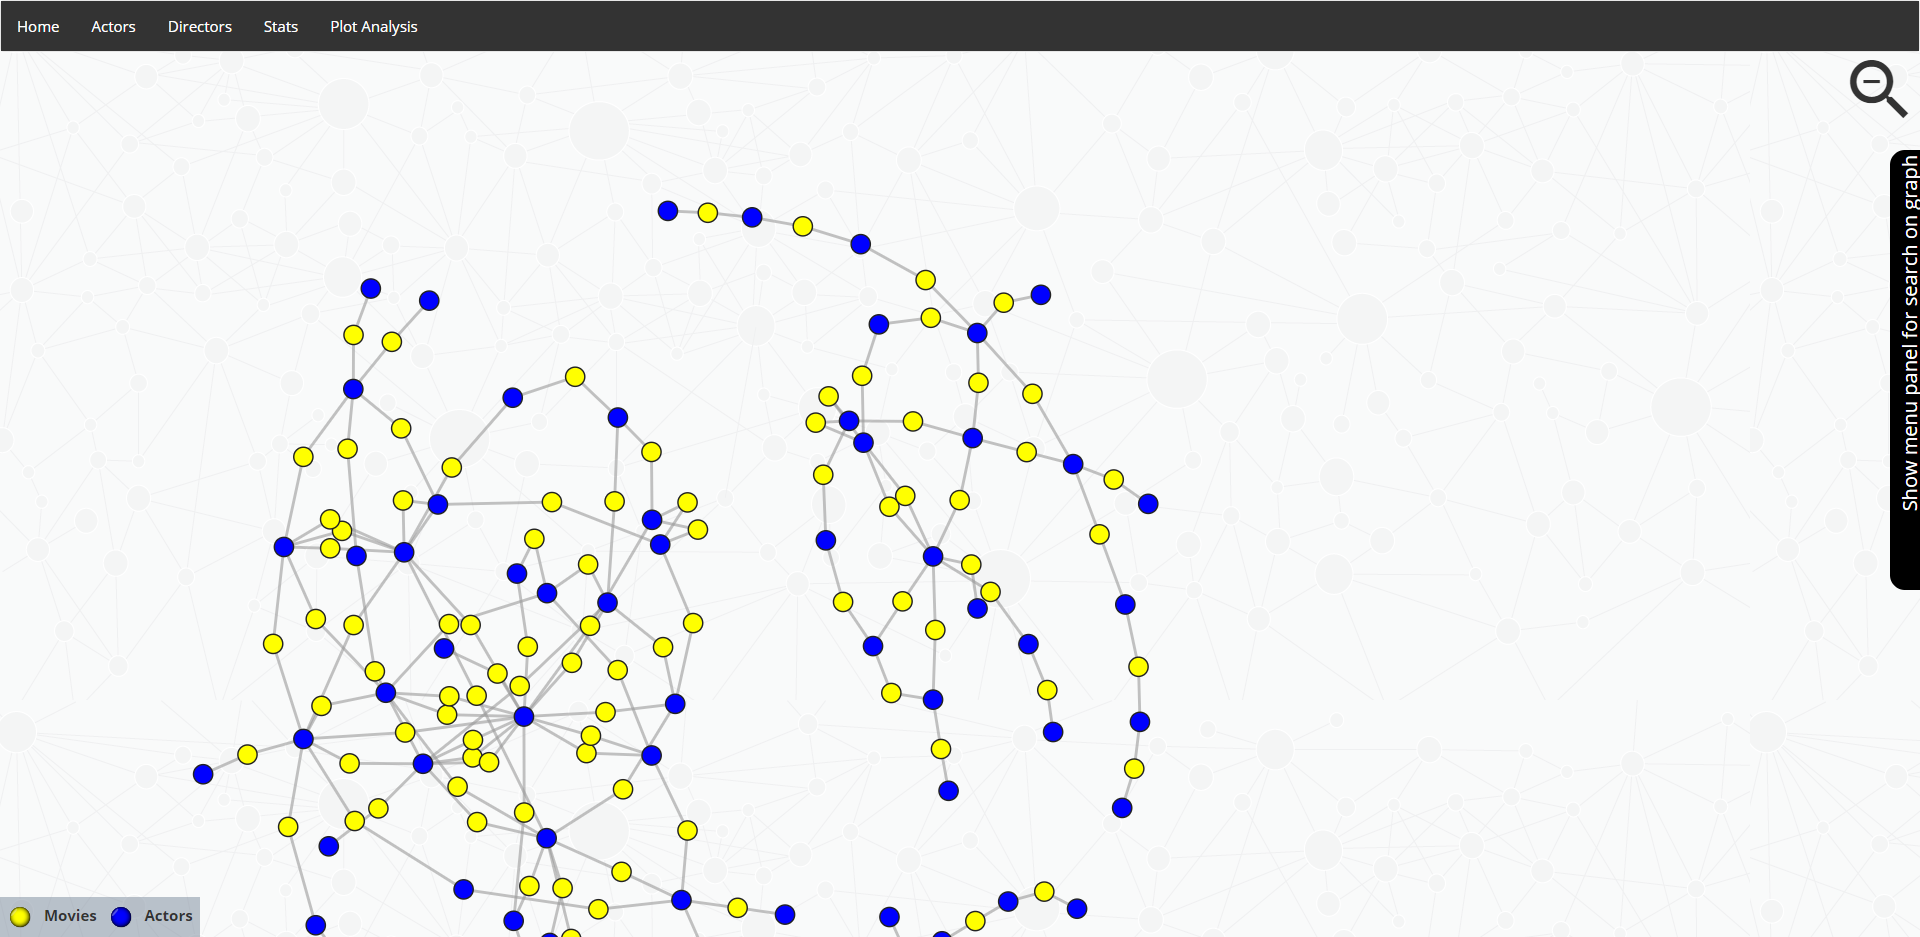 Home Actors Directors Stats Plot Analysis
Show menu panel for search on graph
Movies Actors